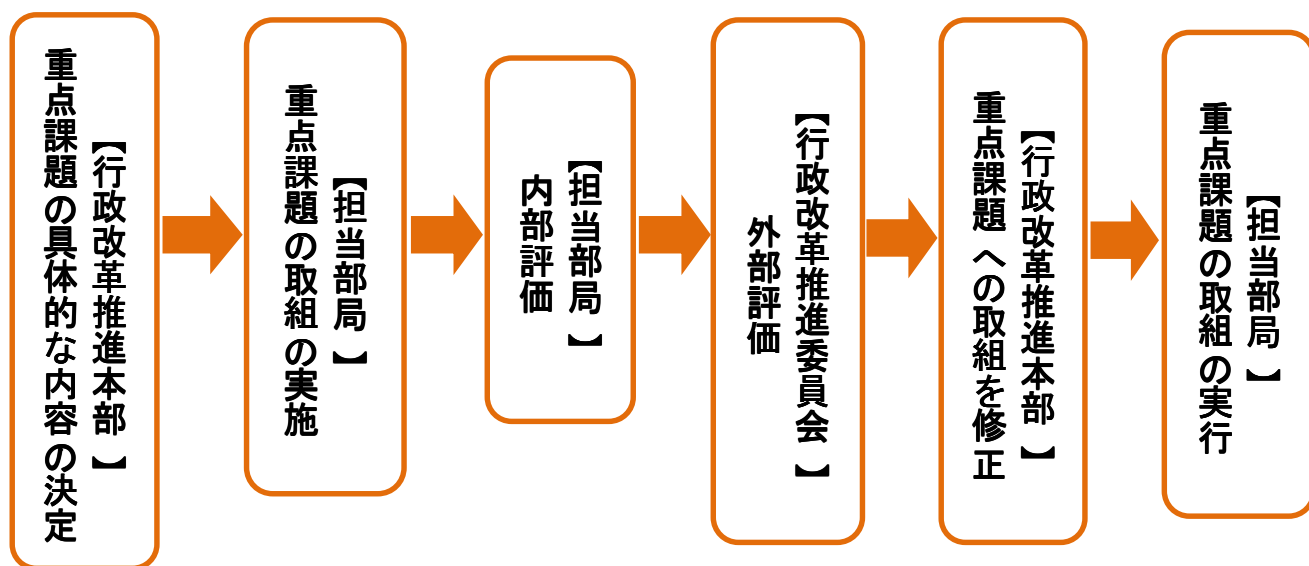 【行政改革推進本部】
重点課題の具体的な内容の決定
【担当部局】
重点課題の取組の実施
【担当部局】
内部評価
【行政改革推進委員会】
外部評価
【行政改革推進本部】
重点課題への取組を修正
【担当部局】
重点課題の取組の実行